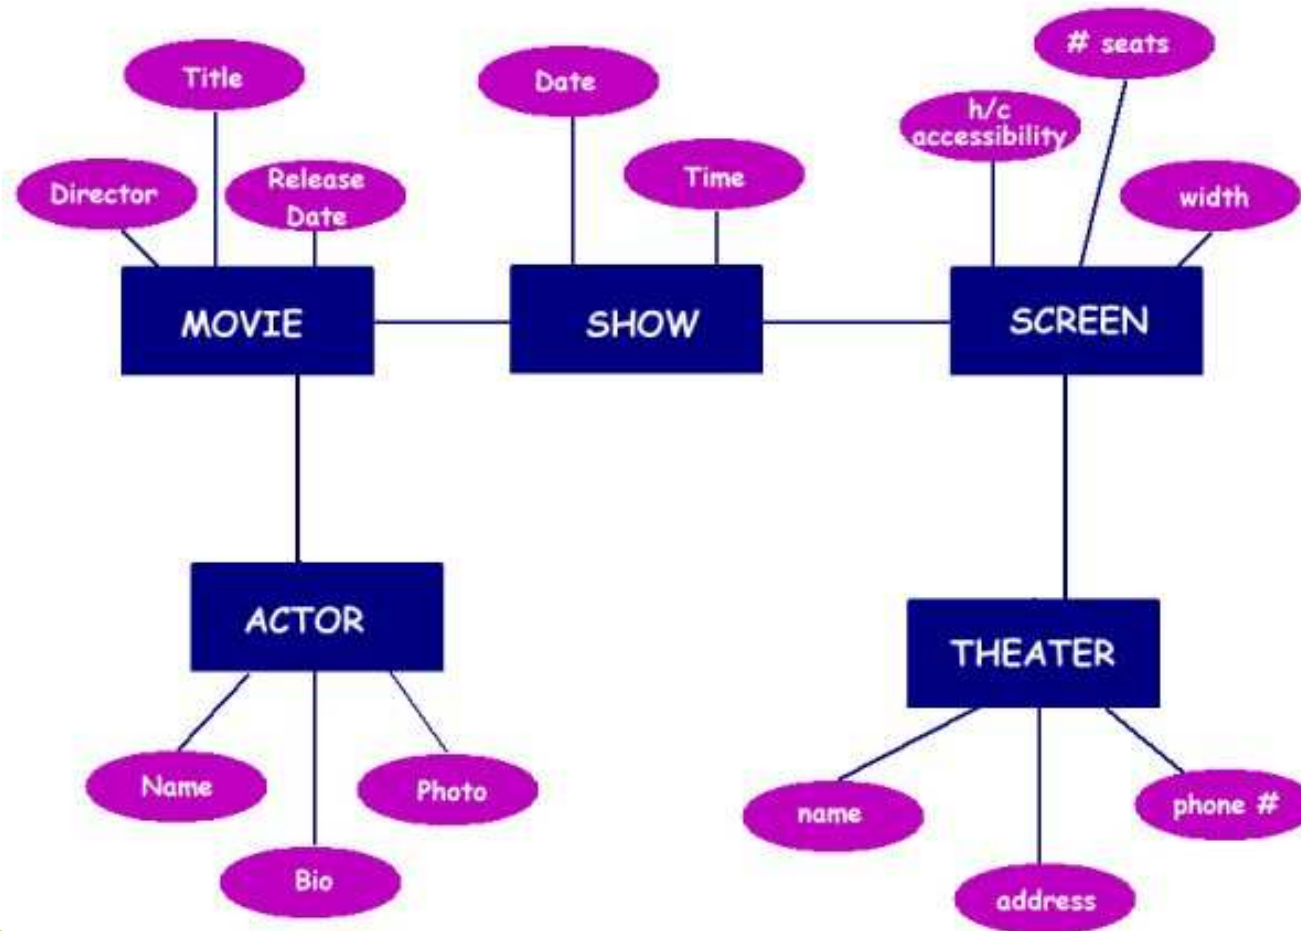 # seats
Title
Date
h/c
accessibility
Time
Director
Release
Date
width
MOVIE
SHOW
SCREEN
ACTOR
THEATER
Name
Photo
Bio
name
phone #
address